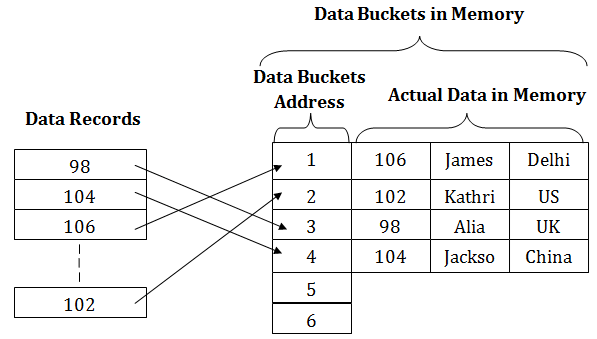 Data Buckets in Memory
Data Buckets
Address
Actual Data in Memory
Data Records
98
104
106
102
1 106 James Delhi
2 102 Kathri US
3 98 Alia UK
4 104 Jackso China
5
6